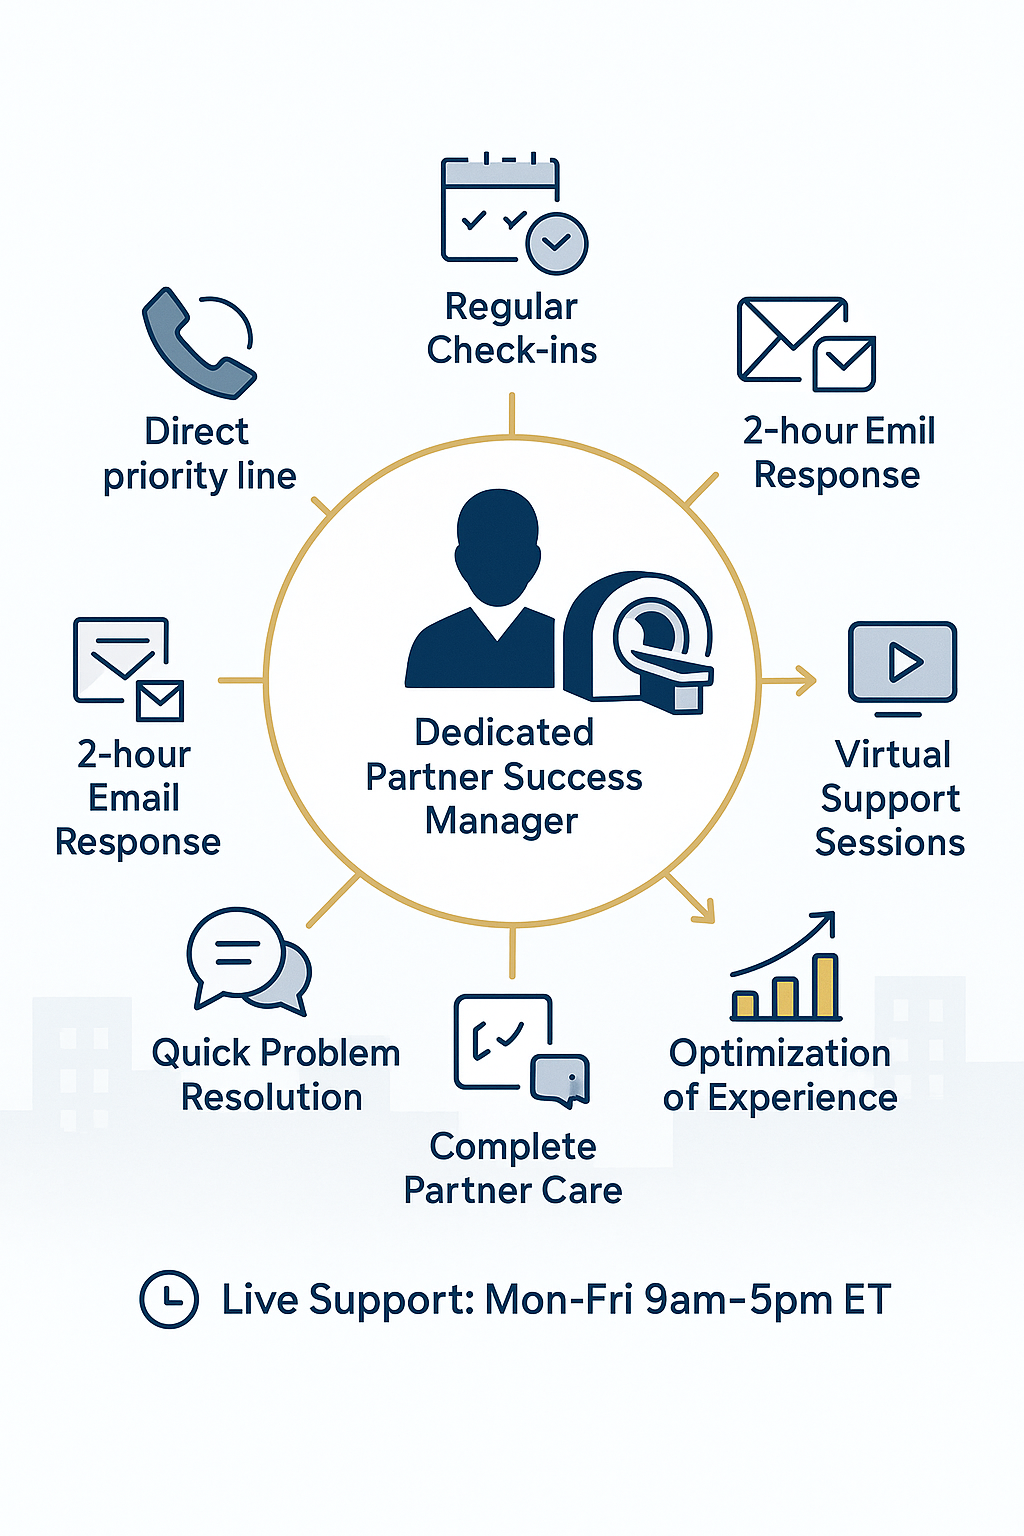 Regular
Check-ins
Direct
priority line
2-hour Emil
Response
Dedicated
Partner Success
Manager
2-hour
Email
Response
Virtual
Support
Sessions
Quick Problem
Resolution
Optimization
of Experience
Complete
Partner Care
Live Support: Mon-Fri 9am–5pm ET